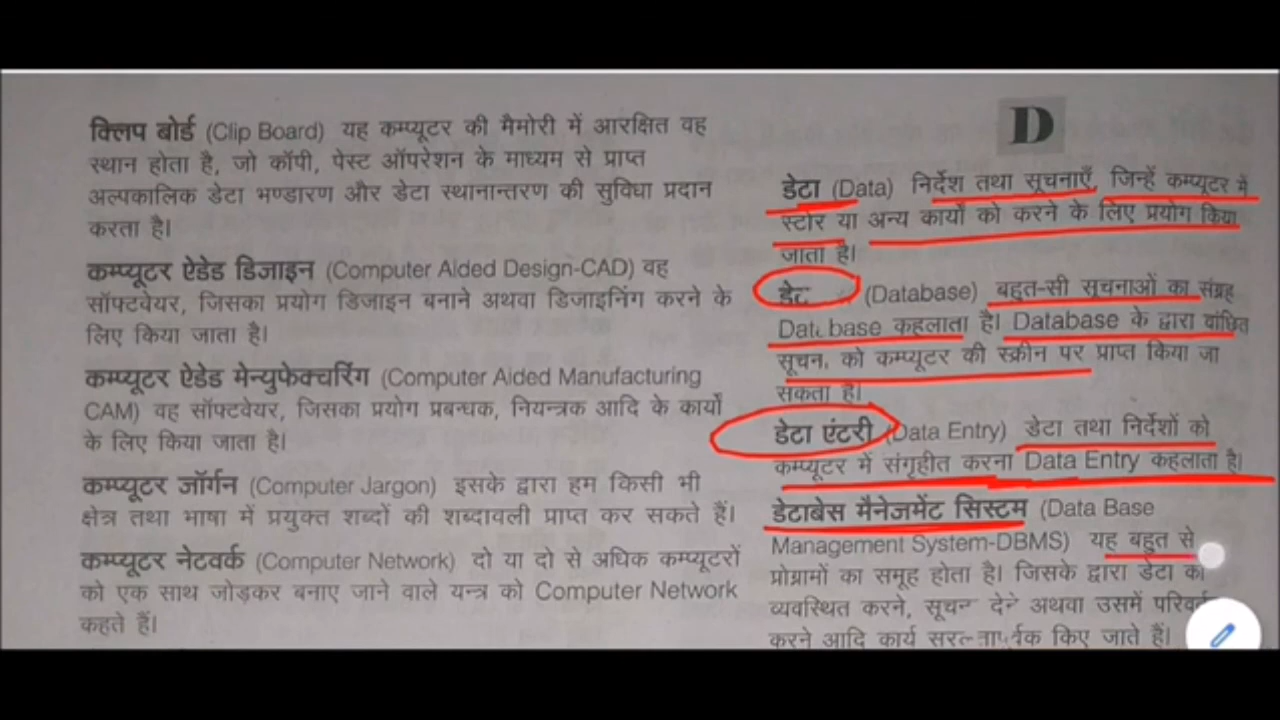 क्लिप बोर्ड (Clip Board) यह कम्प्यूटर की मैमोरी में आरक्षित वह
स्थान होता है, जो कॉपी, पेस्ट ऑपरेशन के माध्यम से प्राप्त
अल्पकालिक डेटा भण्डारण और डेटा स्थानान्तरण की सुविधा प्रदान
करता है।
कम्प्यूटर ऐडेड डिजाइन (Computer Aided Design-CAD) वह
सॉफ्टवेयर, जिसका प्रयोग डिजाइन बनाने अथवा डिजाइनिंग करने के
लिए किया जाता है।
कम्प्यूटर ऐडेड मेन्युफेक्चरिंग (Computer Aided Manufacturing
CAM) वह सॉफ्टवेयर, जिसका प्रयोग प्रबन्धक, नियन्त्रक आदि के कार्यों
के लिए किया जाता है।
कम्प्यूटर जॉर्गन (Computer Jargon) इसके द्वारा हम किसी भी
क्षेत्र तथा भाषा में प्रयुक्त शब्दों की शब्दावली प्राप्त कर सकते हैं।
कम्प्यूटर नेटवर्क (Computer Network) दो या दो से अधिक कम्प्यूटरों
को एक साथ जोड़कर बनाए जाने वाले यन्त्र को Computer Network
कहते हैं।
D
डेटा (Data) निर्देश तथा सूचनाएँ, जिन्हें कम्प्यूटर में
स्टोर या अन्य कार्यों को करने के लिए प्रयोग किया
जाता है।
(Database) बहुत-सी सूचनाओं का संग्रह
Database कहलाता है। Database के द्वारा वांछित
को कम्प्यूटर की स्क्रीन पर प्राप्त किया जा
सकता है।
डेटा एंटरी (Data Entry) डेटा तथा निर्देशों को
कम्प्यूटर में संगृहीत करना Data Entry कहलाता है।
डेटाबेस मैनेजमेंट सिस्टम (Data Base
Management System-DBMS) यह बहुत से
प्रोग्रामों का समूह होता है। जिसके द्वारा डेटा को
व्यवस्थित करने, अथवा उसमें
करने आदि कार्य किए जाते हैं।